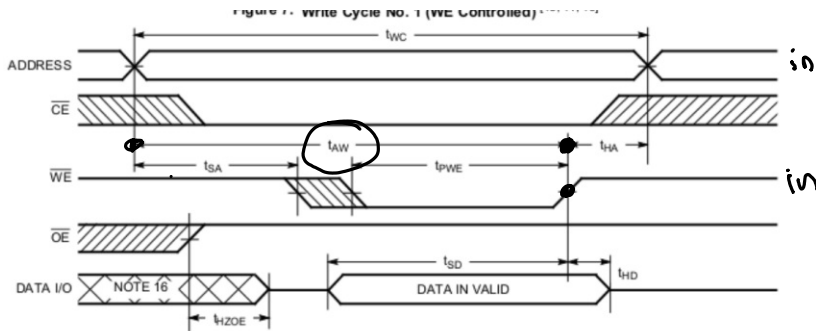 Figure 7. Write Cycle No. 1 (WE Controlled)
tWC
ADDRESS
in
CE
tAW
tHA
tSA
tPWE
WE
in
OE
tSD
tHD
DATA I/O
NOTE 16
DATA IN VALID
tHZOE